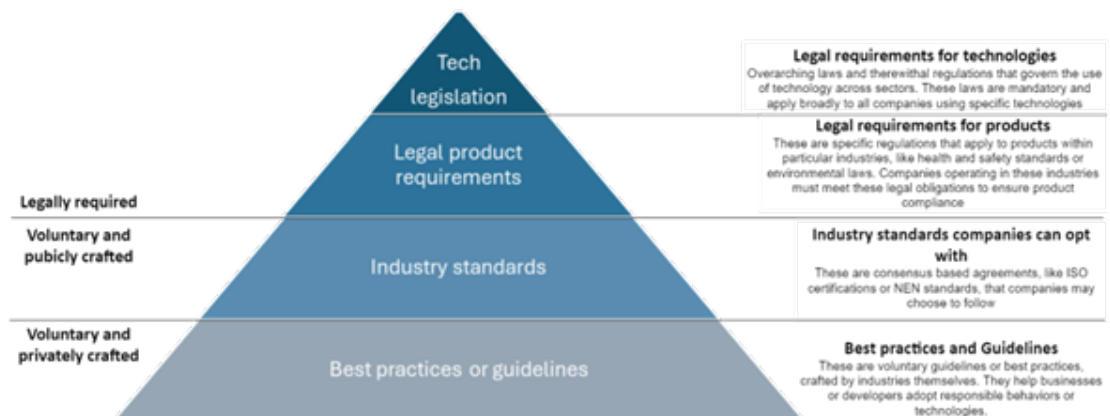 Tech
legislation
Legal requirements for technologies
Overarching laws and therewithal regulations that govern the use
of technology across sectors. These laws are mandatory and
apply broadly to all companies using specific technologies
Legal product
requirements
Legal requirements for products
These are specific regulations that apply to products within
particular industries, like health and safety standards or
environmental laws. Companies operating in these industries
must meet these legal obligations to ensure product
compliance
Legally required
Voluntary and
pubicly crafted
Industry standards
Industry standards companies can opt
with
These are consensus based agreements, like ISO
certifications or NEN standards, that companies may
choose to follow
Voluntary and
privately crafted
Best practices or guidelines
Best practices and Guidelines
These are voluntary guidelines or best practices,
crafted by industries themselves. They help businesses
or developers adopt responsible behaviors or
technologies.